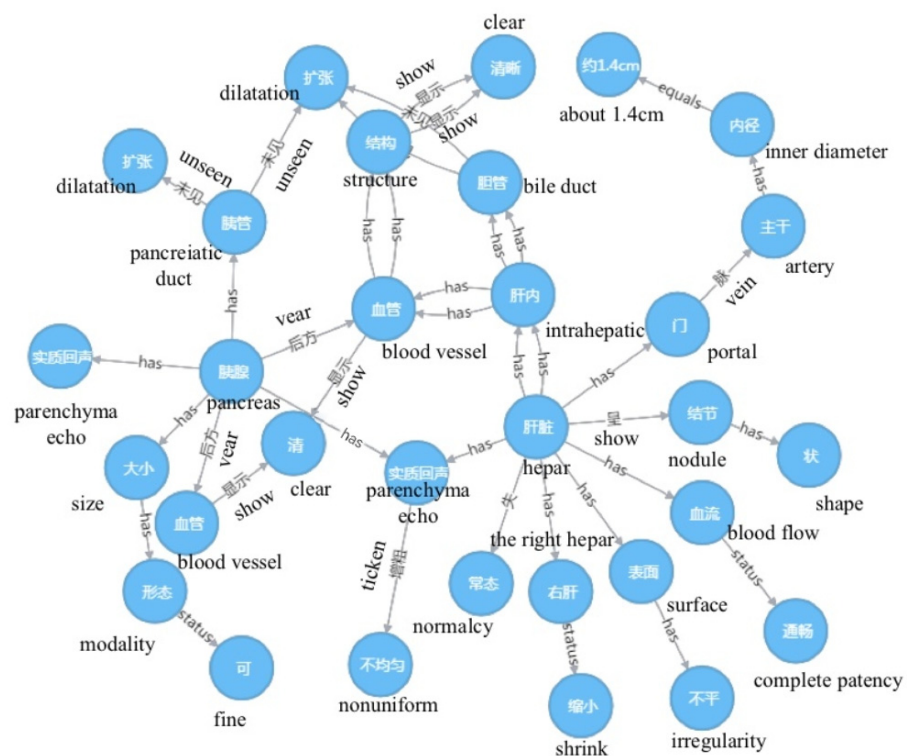 clear
扩张
show
显示
清晰
约1.4cm
dilatation
未见
显示
show
equals
about 1.4cm
内径
结构
inner diameter
扩张
unseen
未见
unseen
structure
胆管
bile duct
has
dilatation
未见
胰管
主干
pancreiatic
duct
has
has
has
has
脉
vein
artery
has
vear
后方
血管
has
has
肝内
intrahepatic
门
portal
实质回声
has
胰腺
blood vessel
显示
show
has
has
has
parenchyma
echo
pancreas
has
后方
vear
清
has
肝脏
呈
show
结节
has
大小
clear
实质回声
has
hepar
nodule
状
size
显示
show
parenchyma
echo
失
has
has
has
shape
has
血管
the right hepar
血流
blood flow
blood vessel
ticken
增粗
形态
常态
右肝
表面
surface
status
modality
status
normalcy
status
has
通畅
可
不均匀
complete patency
fine
nonuniform
缩小
不平
shrink
irregularity